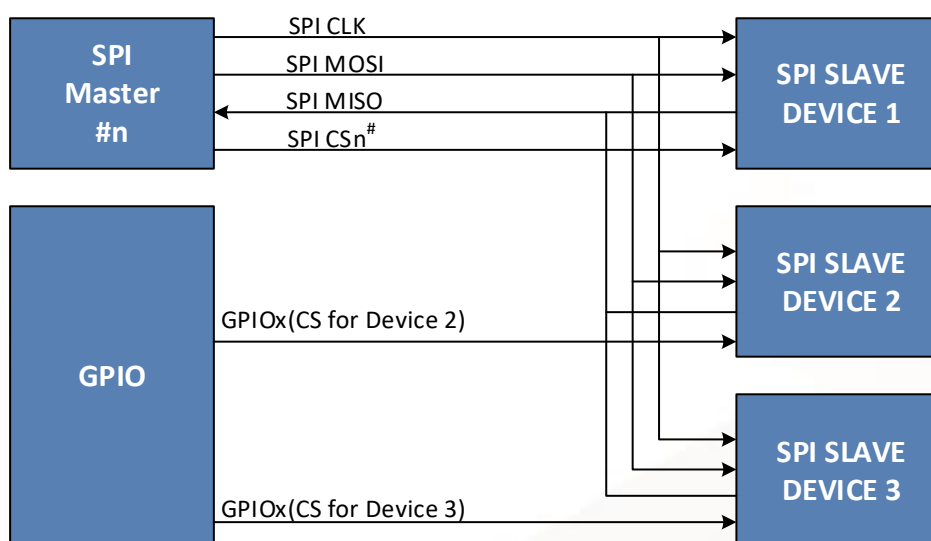 SPI
Master
#n
SPI CLK
SPI MOSI
SPI MISO
SPI CSn#
SPI SLAVE
DEVICE 1
SPI SLAVE
DEVICE 2
GPIOx(CS for Device 2)
GPIO
SPI SLAVE
DEVICE 3
GPIOx(CS for Device 3)